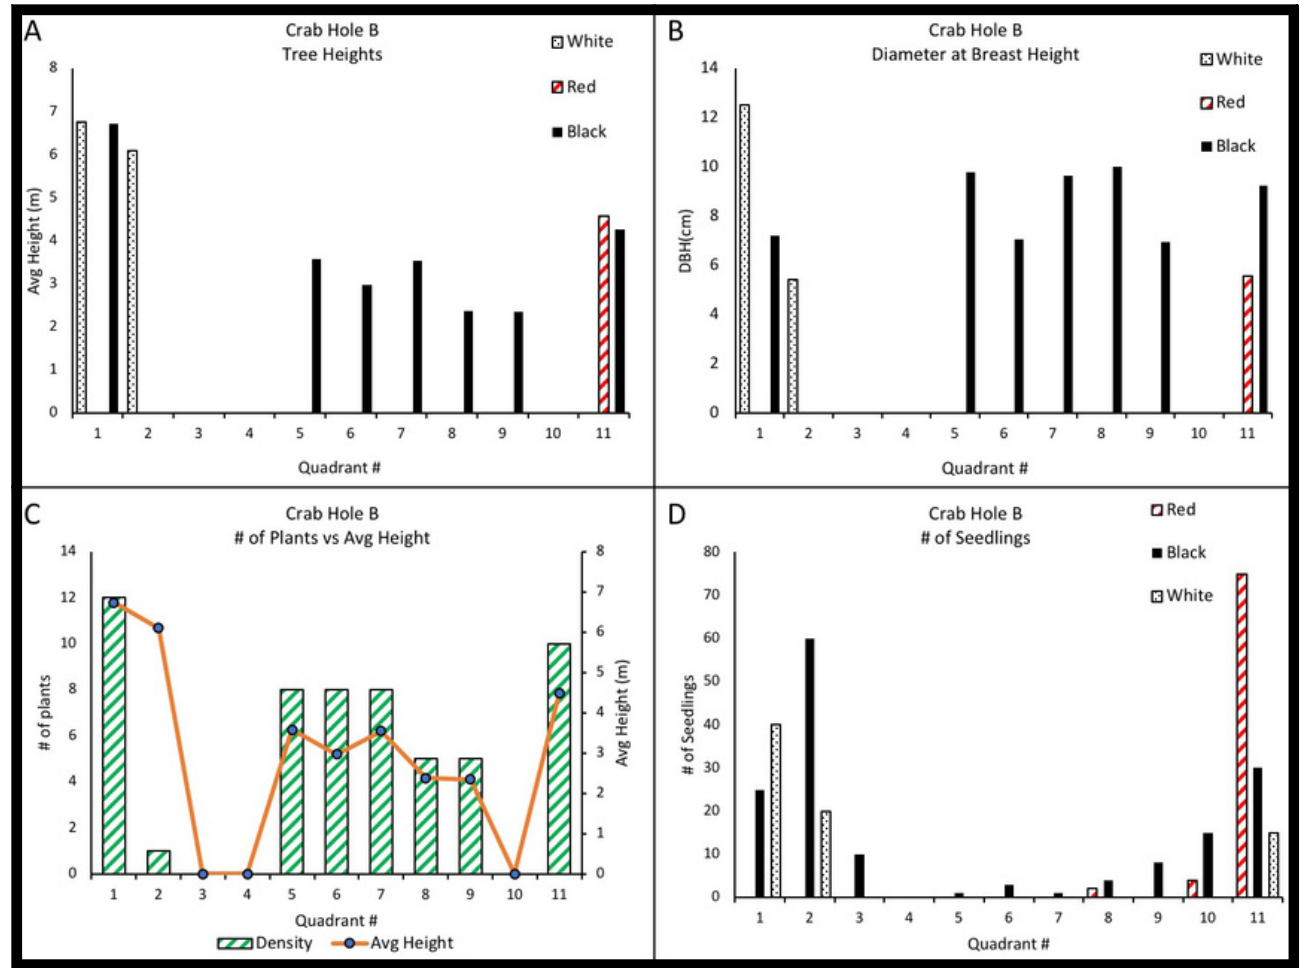 A
Crab Hole B
Tree Heights
White
Red
Black
8
7
6
5
4
3
2
1
0
Avg Height (m)
1 2 3 4 5 6 7 8 9 10 11
Quadrant #
B
Crab Hole B
Diameter at Breast Height
White
Red
Black
14
12
10
8
6
4
2
0
DBH(cm)
1 2 3 4 5 6 7 8 9 10 11
Quadrant #
C
Crab Hole B
# of Plants vs Avg Height
14
12
10
8
6
4
2
0
# of plants
8
7
6
5
4
3
2
1
0
Avg Height (m)
1 2 3 4 5 6 7 8 9 10 11
Quadrant #
Density Avg Height
D
Crab Hole B
# of Seedlings
Red
Black
White
80
70
60
50
40
30
20
10
0
# of Seedlings
1 2 3 4 5 6 7 8 9 10 11
Quadrant #